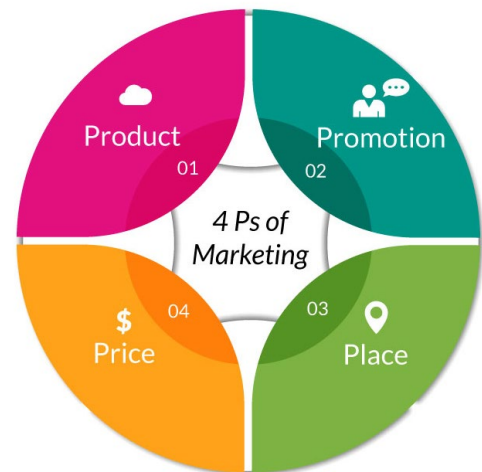 Product
01
Promotion
02
4 Ps of
Marketing
04
Price
03
Place
$